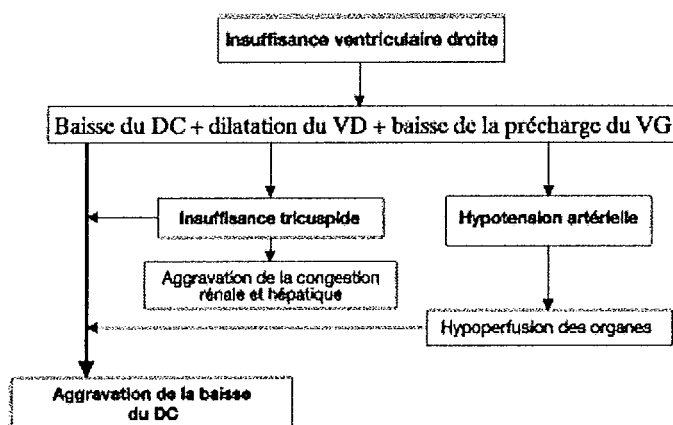 Insuffisance ventriculaire droite
Baisse du DC + dilatation du VD + baisse de la précharge du VG
Insuffisance tricuspide
Hypotension artérielle
Aggravation de la congestion
rénale et hépatique
Hypoperfusion des organes
Aggravation de la baisse
du DC